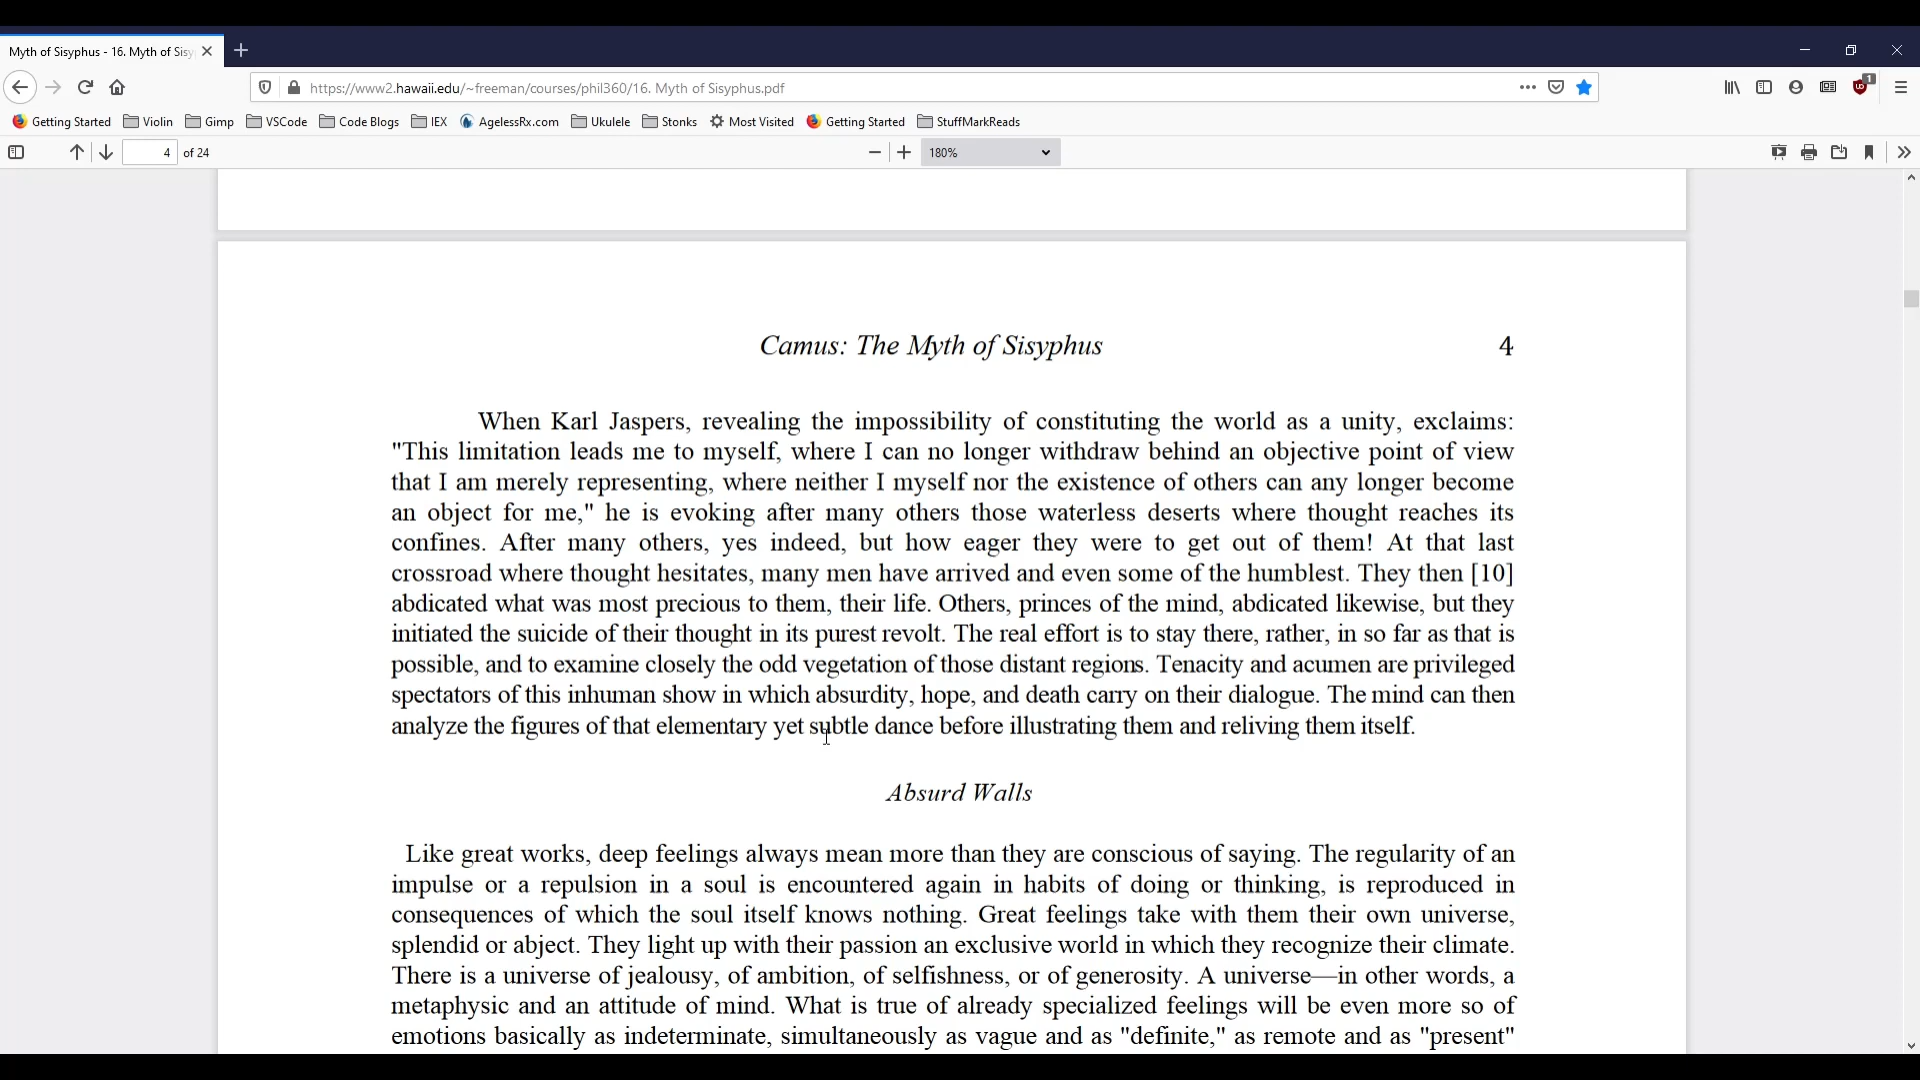 Myth of Sisyphus - 16. Myth of Sisy
https://www2.hawaii.edu/~freeman/courses/phil360/16. Myth of Sisyphus.pdf
1
Getting Started Violin Gimp VSCode Code Blogs IEX AgelessRx.com Ukulele Stonks Most Visited Getting Started StuffMarkReads
4 of 24 180%
Camus: The Myth of Sisyphus 4
When Karl Jaspers, revealing the impossibility of constituting the world as a unity, exclaims:
"This limitation leads me to myself, where I can no longer withdraw behind an objective point of view
that I am merely representing, where neither I myself nor the existence of others can any longer become
an object for me," he is evoking after many others those waterless deserts where thought reaches its
confines. After many others, yes indeed, but how eager they were to get out of them! At that last
crossroad where thought hesitates, many men have arrived and even some of the humblest. They then [10]
abdicated what was most precious to them, their life. Others, princes of the mind, abdicated likewise, but they
initiated the suicide of their thought in its purest revolt. The real effort is to stay there, rather, in so far as that is
possible, and to examine closely the odd vegetation of those distant regions. Tenacity and acumen are privileged
spectators of this inhuman show in which absurdity, hope, and death carry on their dialogue. The mind can then
analyze the figures of that elementary yet subtle dance before illustrating them and reliving them itself.
Absurd Walls
Like great works, deep feelings always mean more than they are conscious of saying. The regularity of an
impulse or a repulsion in a soul is encountered again in habits of doing or thinking, is reproduced in
consequences of which the soul itself knows nothing. Great feelings take with them their own universe,
splendid or abject. They light up with their passion an exclusive world in which they recognize their climate.
There is a universe of jealousy, of ambition, of selfishness, or of generosity. A universe—in other words, a
metaphysic and an attitude of mind. What is true of already specialized feelings will be even more so of
emotions basically as indeterminate, simultaneously as vague and as "definite," as remote and as "present"